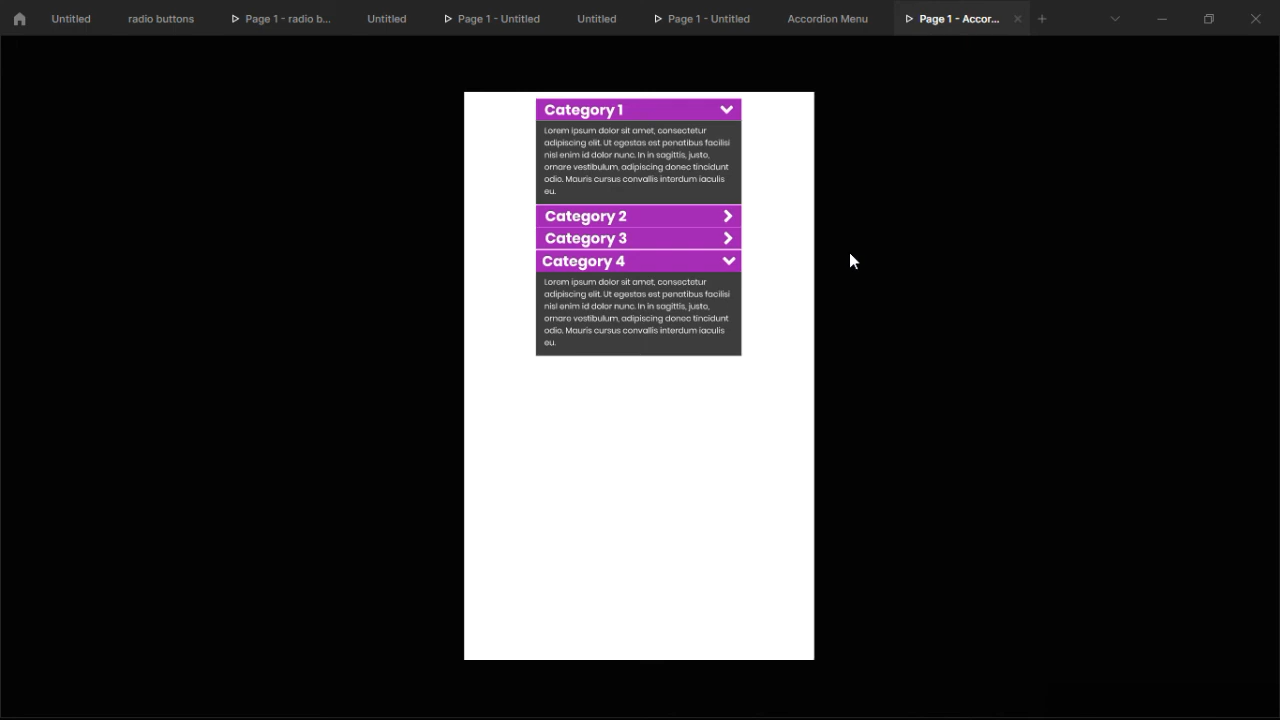 Untitled
radio buttons
Page 1 - radio b...
Untitled
Page 1 - Untitled
Untitled
Page 1 - Untitled
Accordion Menu
Page 1 - Accor...
Category 1
Lorem ipsum dolor sit amet, consectetur
adipiscing elit. Ut egestas est penatibus facilisi
nisl enim id dolor nunc. In in sagittis, justo,
ornare vestibulum, adipiscing donec tincidunt
odio. Mauris cursus convallis interdum iaculis
eu.
Category 2
Category 3
Category 4
Lorem ipsum dolor sit amet, consectetur
adipiscing elit. Ut egestas est penatibus facilisi
nisl enim id dolor nunc. In in sagittis, justo,
ornare vestibulum, adipiscing donec tincidunt
odio. Mauris cursus convallis interdum iaculis
eu.